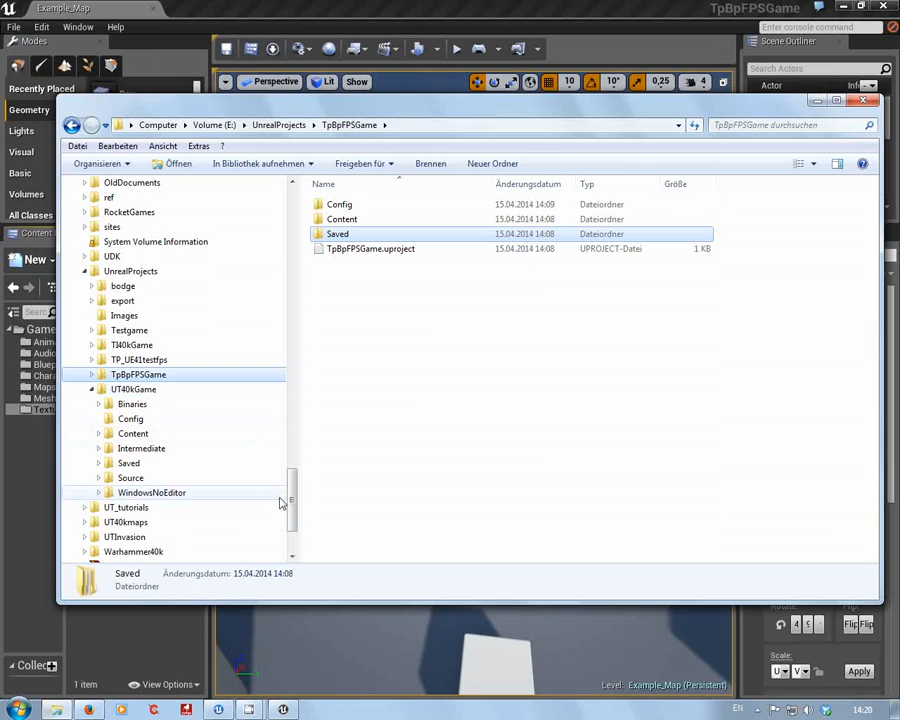 Example_Map
TpBpFPSGame
File Edit Window Help
Enter console command
Modes
Scene Outliner
Recently Placed
Perspective Lit Show
10 10° 0,25 4
Search Actors
Geometry
Actor
Lights
Visual
Basic
Volumes
All Classes
Content
New
Game
Computer Volume (E:) UnrealProjects TpBpFPSGame
TpBpFPSGame durchsuchen
Datei Bearbeiten Ansicht Extras ?
Organisieren Öffnen In Bibliothek aufnehmen Freigeben für Brennen Neuer Ordner
Name Änderungsdatum Typ Größe
Config 15.04.2014 14:09 Dateiordner
Content 15.04.2014 14:08 Dateiordner
Saved 15.04.2014 14:08 Dateiordner
TpBpFPSGame.uproject 15.04.2014 14:08 UPROJECT-Datei 1 KB
OldDocuments
ref
RocketGames
sites
System Volume Information
UDK
UnrealProjects
bodge
export
Images
Testgame
TI40kGame
TP_UE41testfps
TpBpFPSGame
UT40kGame
Binaries
Config
Content
Intermediate
Saved
Source
WindowsNoEditor
UT_tutorials
UT40kmaps
UTInvasion
Warhammer40k
Saved Änderungsdatum: 15.04.2014 14:08
Dateiordner
Flip Flip
Scale:
U V Apply
1 item View Options
Level: Example_Map (Persistent)
EN 14:20